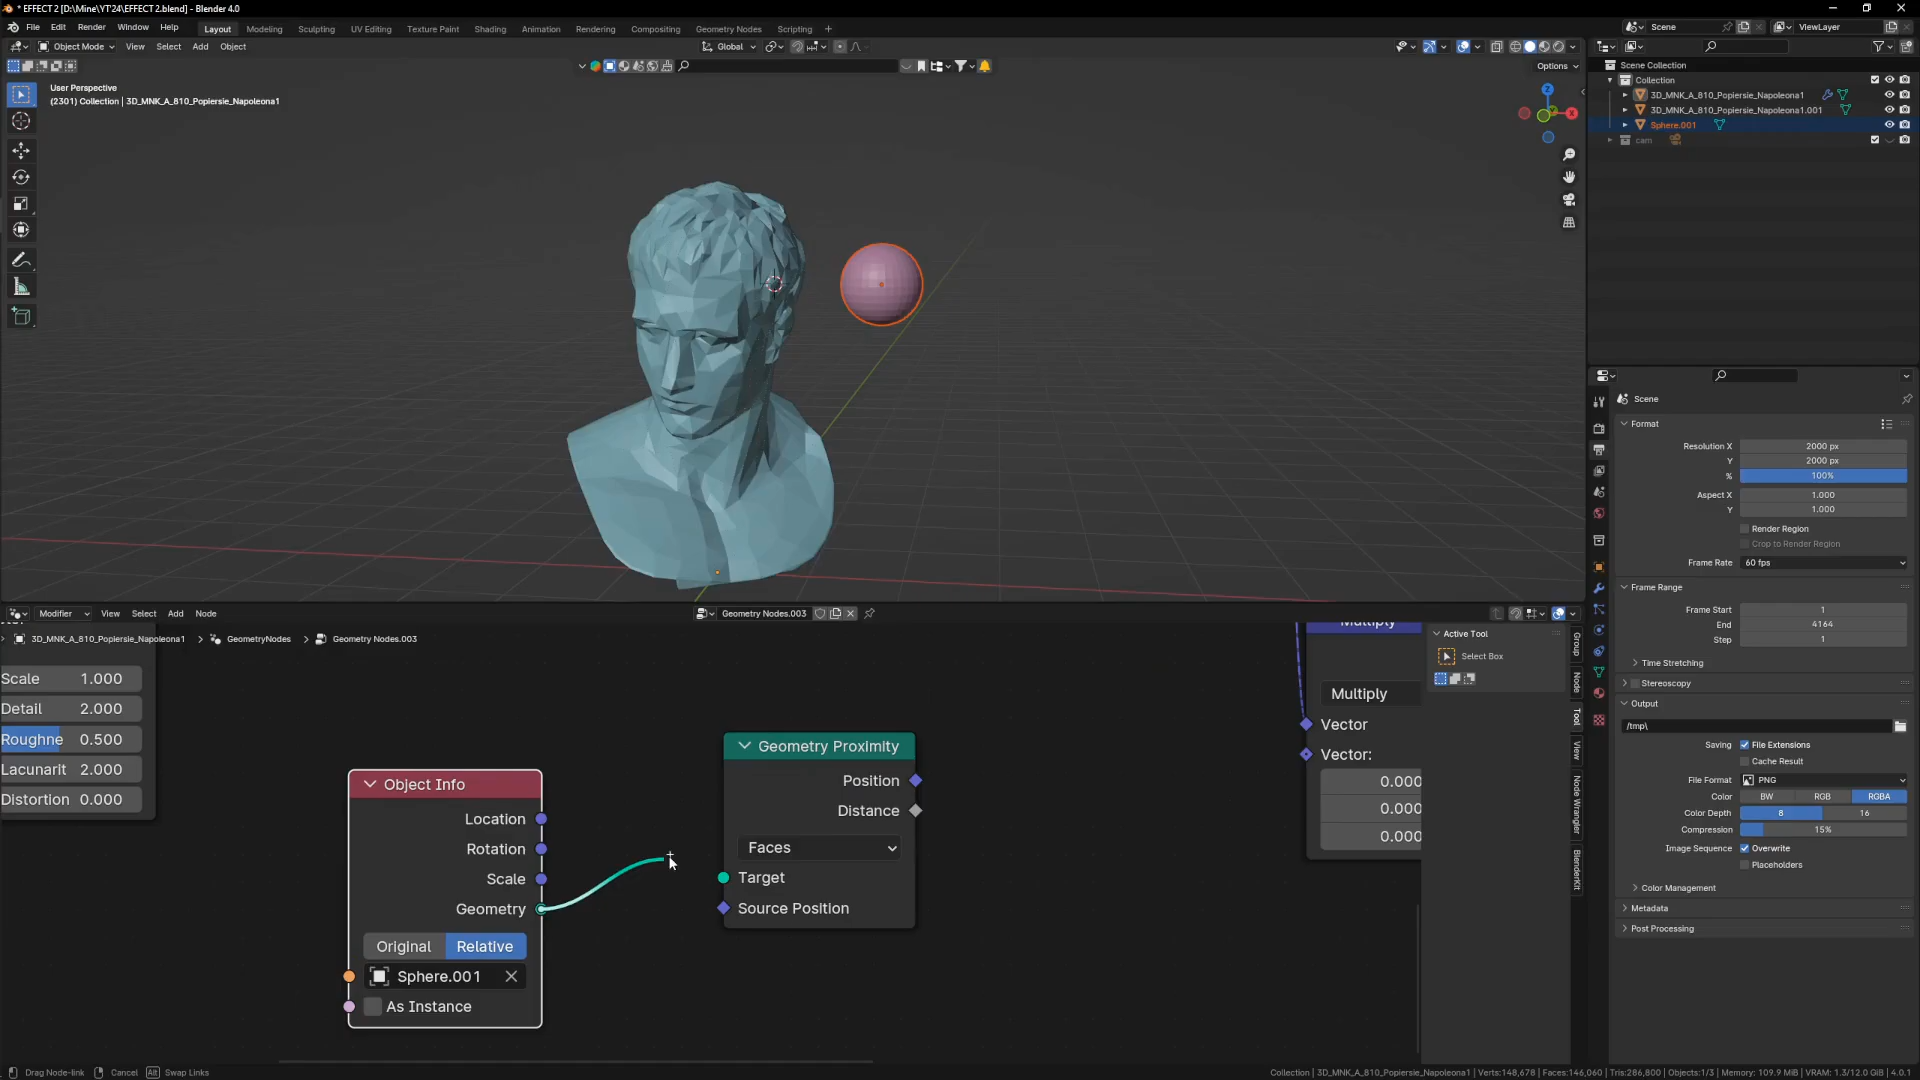 * EFFECT 2 [D:\Mine\YT'24\EFFECT 2.blend] - Blender 4.0
File Edit Render Window Help Layout Modeling Sculpting UV Editing Texture Paint Shading Animation Rendering Compositing Geometry Nodes Scripting + Scene ViewLayer
Object Mode View Select Add Object Global
Options
User Perspective
(2301) Collection | 3D_MNK_A_810_Popiersie_Napoleona1
Z
X
Scene Collection
Collection
3D_MNK_A_810_Popiersie_Napoleona1
3D_MNK_A_810_Popiersie_Napoleona1.001
Sphere.001
cam
Scene
Format
Resolution X 2000 px
Y 2000 px
% 100%
Aspect X 1.000
Y 1.000
Render Region
Crop to Render Region
Frame Rate 60 fps
Frame Range
Frame Start 1
End 4164
Step 1
Time Stretching
Stereoscopy
Output
/tmp\
Saving File Extensions
Cache Result
File Format PNG
Color BW RGB RGBA
Color Depth 8 16
Compression 15%
Image Sequence Overwrite
Placeholders
Color Management
Metadata
Post Processing
Modifier View Select Add Node Geometry Nodes.003
3D_MNK_A_810_Popiersie_Napoleona1 > GeometryNodes > Geometry Nodes.003
Scale 1.000
Detail 2.000
Roughne 0.500
Lacunarit 2.000
Distortion 0.000
Object Info
Location
Rotation
Scale
Geometry
Original Relative
Sphere.001
As Instance
Geometry Proximity
Position
Distance
Faces
Target
Source Position
Multiply
Multiply
Vector
Vector:
0.000
0.000
0.000
Active Tool
Select Box
Group
Node
Tool
View
Node Wrangler
BlenderKit
Drag Node-link Cancel Alt Swap Links
Collection | 3D_MNK_A_810_Popiersie_Napoleona1 | Verts:148,678 | Faces:146,060 | Tris:286,800 | Objects:1/3 | Memory: 109.9 MiB | VRAM: 1.3/12.0 GiB | 4.0.1